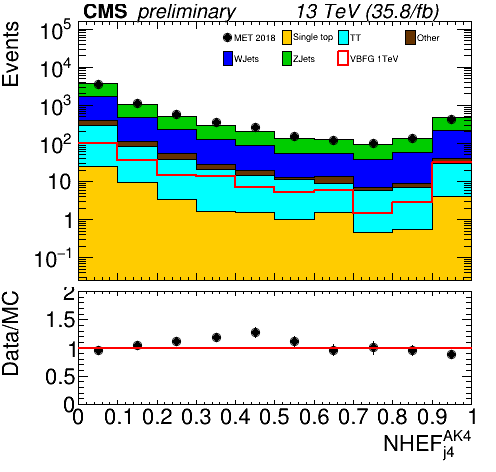 CMS preliminary 13 TeV (35.8/fb)
Events
10^5
10^4
10^3
10^2
10
1
10^−1
MET 2018 Single top TT Other
WJets ZJets VBFG 1TeV
Data/MC
2
1.5
1
0.5
0
0 0.1 0.2 0.3 0.4 0.5 0.6 0.7 0.8 0.9 1
NHEF^AK4_j4